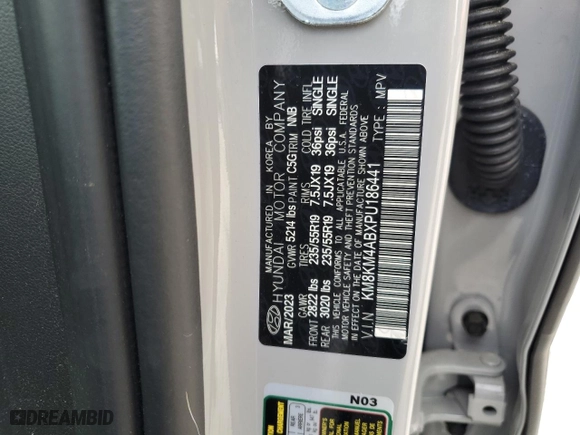 MANUFACTURED IN KOREA BY
HYUNDAI MOTOR COMPANY
MAR/2023 GVWR 5214 lbs PAINT C5G TRIM NNB
GAWR TIRES RIMS COLD TIRE INFL
FRONT 2822 lbs 235/55R19 7.5JX19 36psi SINGLE
REAR 3020 lbs 235/55R19 7.5JX19 36psi SINGLE
THIS VEHICLE CONFORMS TO ALL APPLICABLE U.S.A. FEDERAL
MOTOR VEHICLE SAFETY AND THEFT PREVENTION STANDARDS
IN EFFECT ON THE DATE OF MANUFACTURE SHOWN ABOVE
V.I.N : KM8KM4ABXPU186441 TYPE : MPV
N03
REAR
DREAMBID